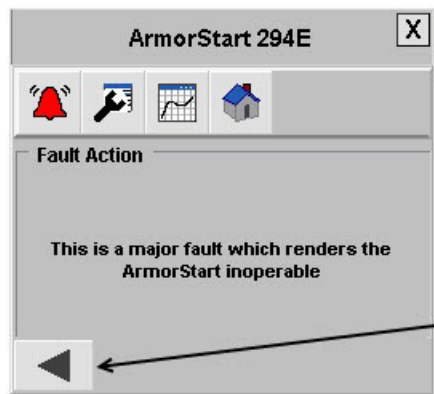 ArmorStart 294E
X
Fault Action
This is a major fault which renders the
ArmorStart inoperable